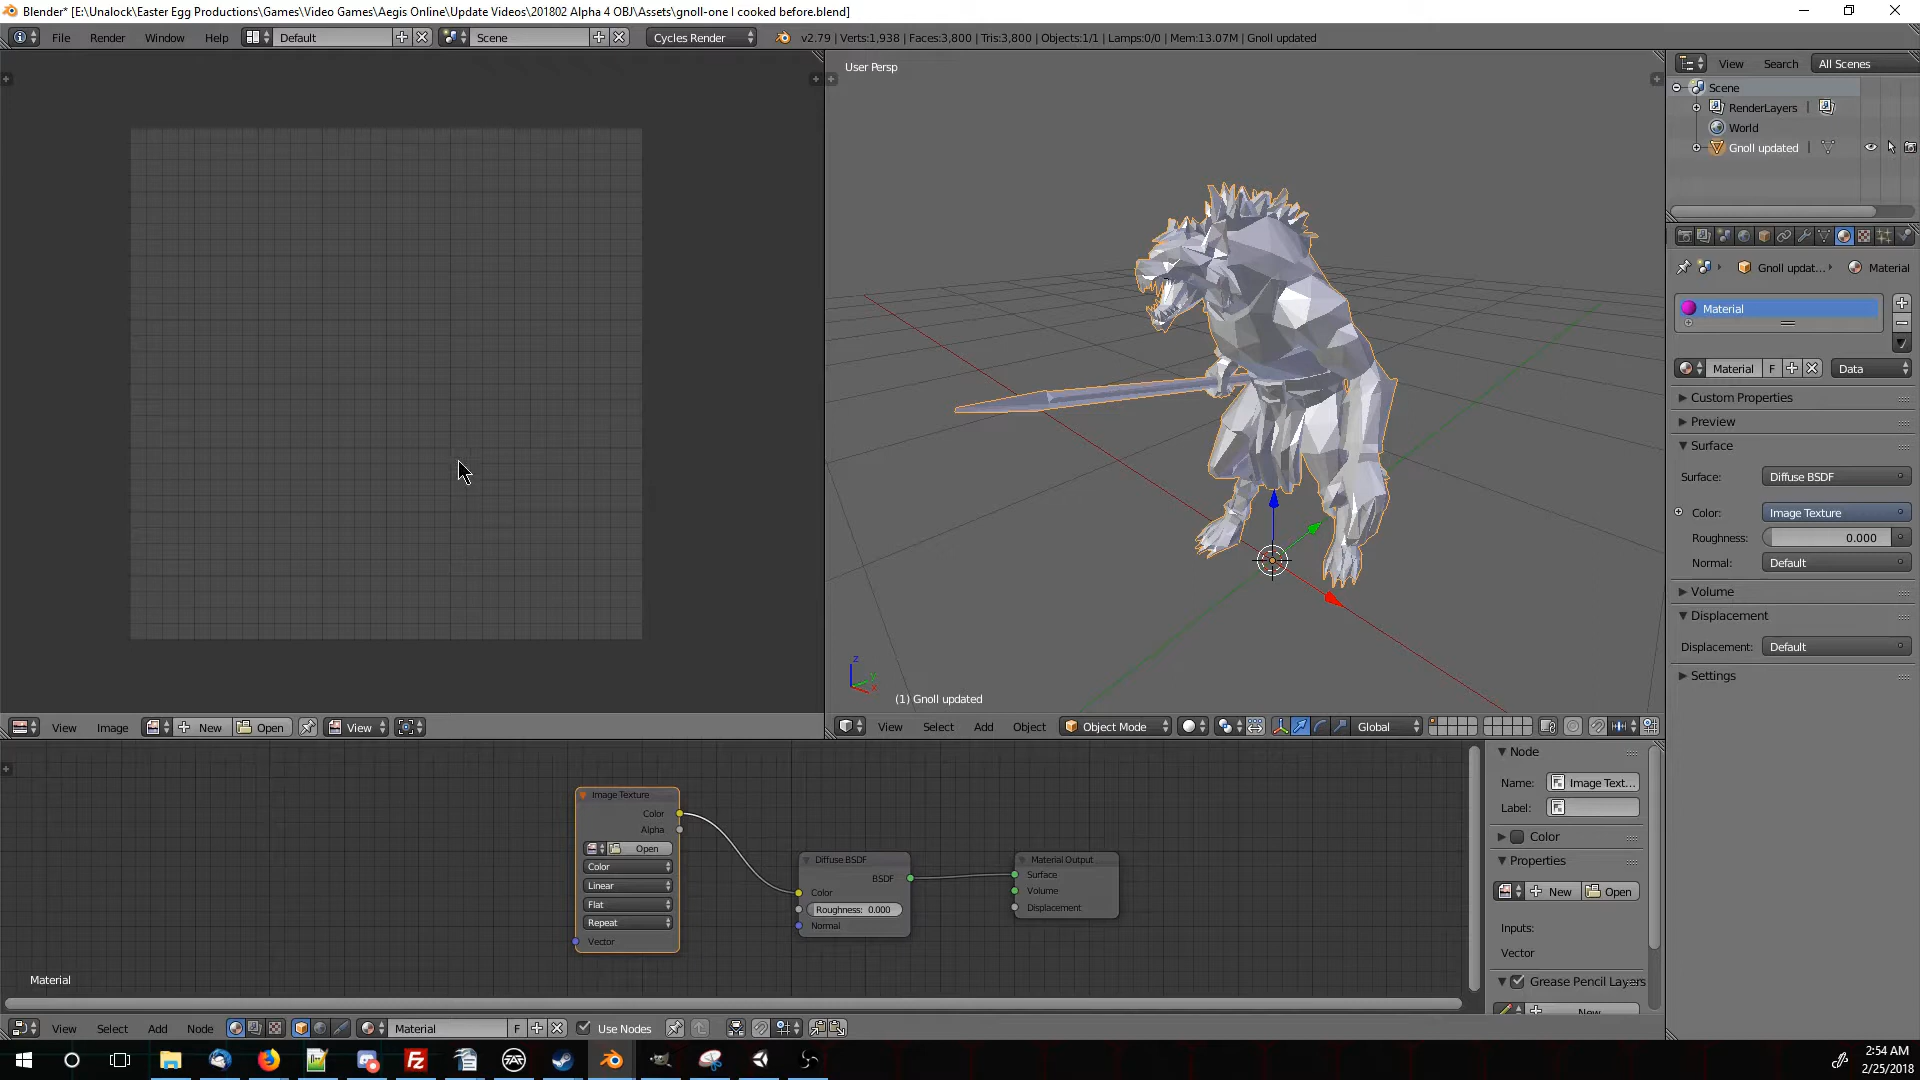 Blender* [E:\Unalock\Easter Egg Productions\Games\Video Games\Aegis Online\Update Videos\201802 Alpha 4 OBJ\Assets\gnoll-one I cooked before.blend]
File Render Window Help Default Scene Cycles Render v2.79 | Verts:1,938 | Faces:3,800 | Tris:3,800 | Objects:1/1 | Lamps:0/0 | Mem:13.07M | Gnoll updated
View Search All Scenes
User Persp
Scene
RenderLayers |
World
Gnoll updated |
Gnoll updat... Material
Material
Material F Data
Custom Properties
Preview
Surface
Surface: Diffuse BSDF
Color: Image Texture
Roughness: 0.000
Normal: Default
Volume
Displacement
Displacement: Default
Settings
z
y
x
(1) Gnoll updated
View Image New Open View
View Select Add Object Object Mode Global
Image Texture
Color
Alpha
Open
Color
Linear
Flat
Repeat
Vector
Diffuse BSDF
BSDF
Color
Roughness: 0.000
Normal
Material Output
Surface
Volume
Displacement
Material
Node
Name: Image Text...
Label:
Color
Properties
New Open
Inputs:
Vector
Grease Pencil Layers
New
View Select Add Node Material F Use Nodes
2:54 AM
2/25/2018